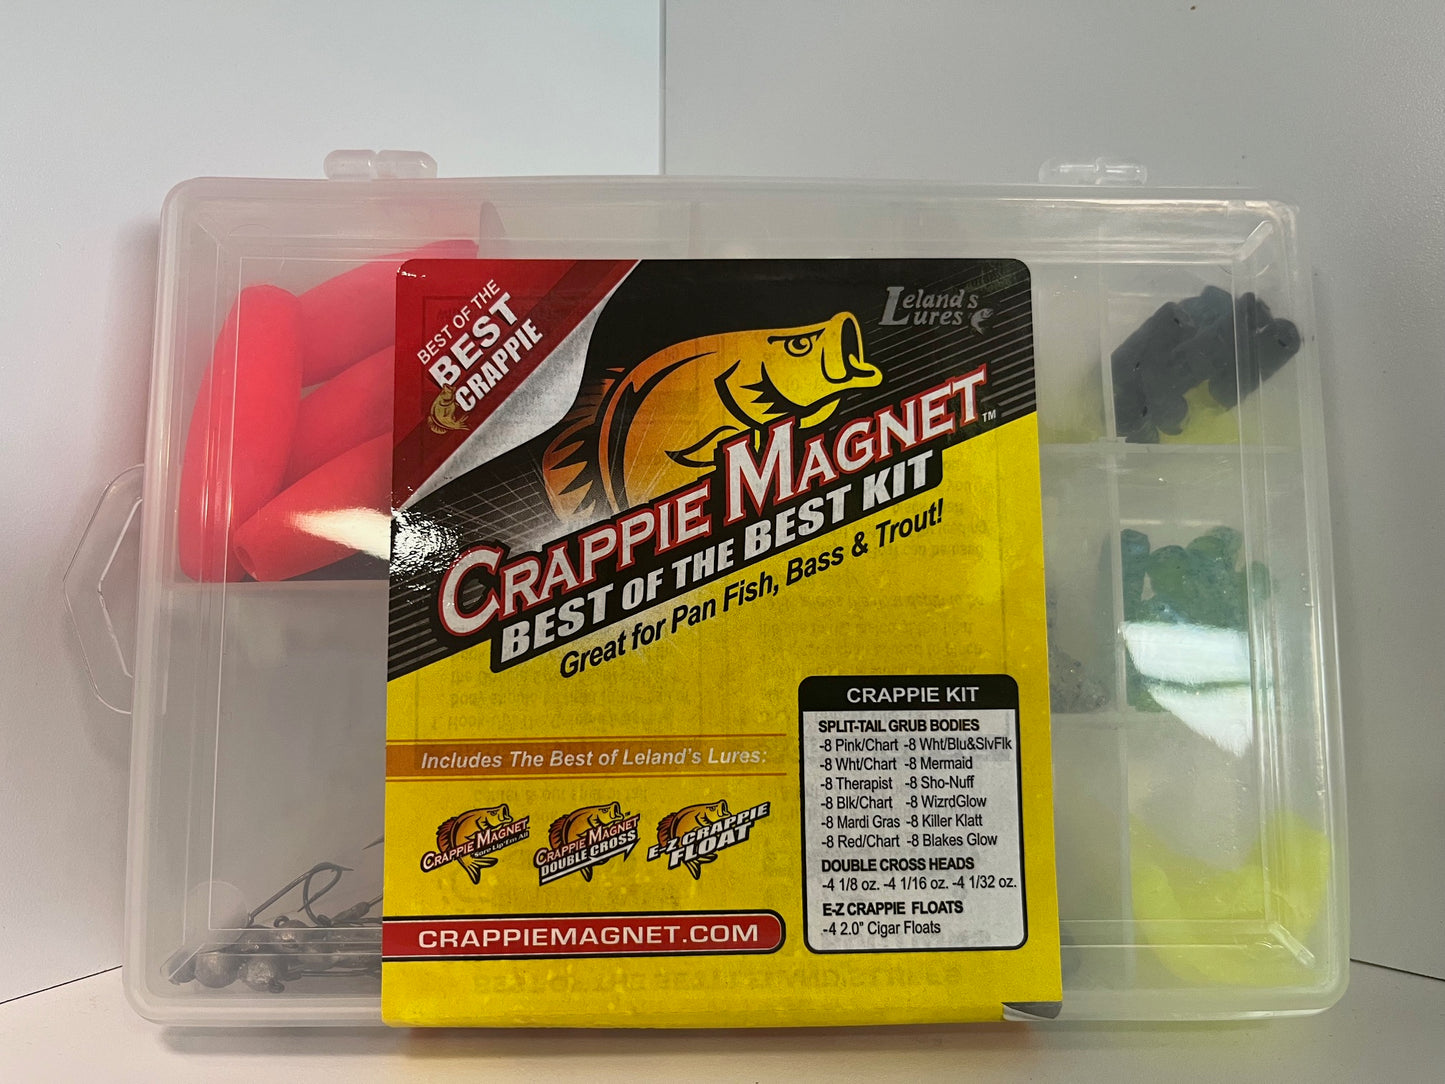 BEST OF THE
BEST
CRAPPIE
Leland's
Lures
CRAPPIE MAGNET™
BEST OF THE BEST KIT
Great for Pan Fish, Bass & Trout!
Includes The Best of Leland's Lures:
CRAPPIE MAGNET
Sure Lip 'Em All
CRAPPIE MAGNET
DOUBLE CROSS
E-Z CRAPPIE
FLOAT
CRAPPIEMAGNET.COM
CRAPPIE KIT
SPLIT-TAIL GRUB BODIES
-8 Pink/Chart -8 Wht/Blu&SlvFlk
-8 Wht/Chart -8 Mermaid
-8 Therapist -8 Sho-Nuff
-8 Blk/Chart -8 WizrdGlow
-8 Mardi Gras -8 Killer Klatt
-8 Red/Chart -8 Blakes Glow
DOUBLE CROSS HEADS
-4 1/8 oz. -4 1/16 oz. -4 1/32 oz.
E-Z CRAPPIE FLOATS
-4 2.0" Cigar Floats